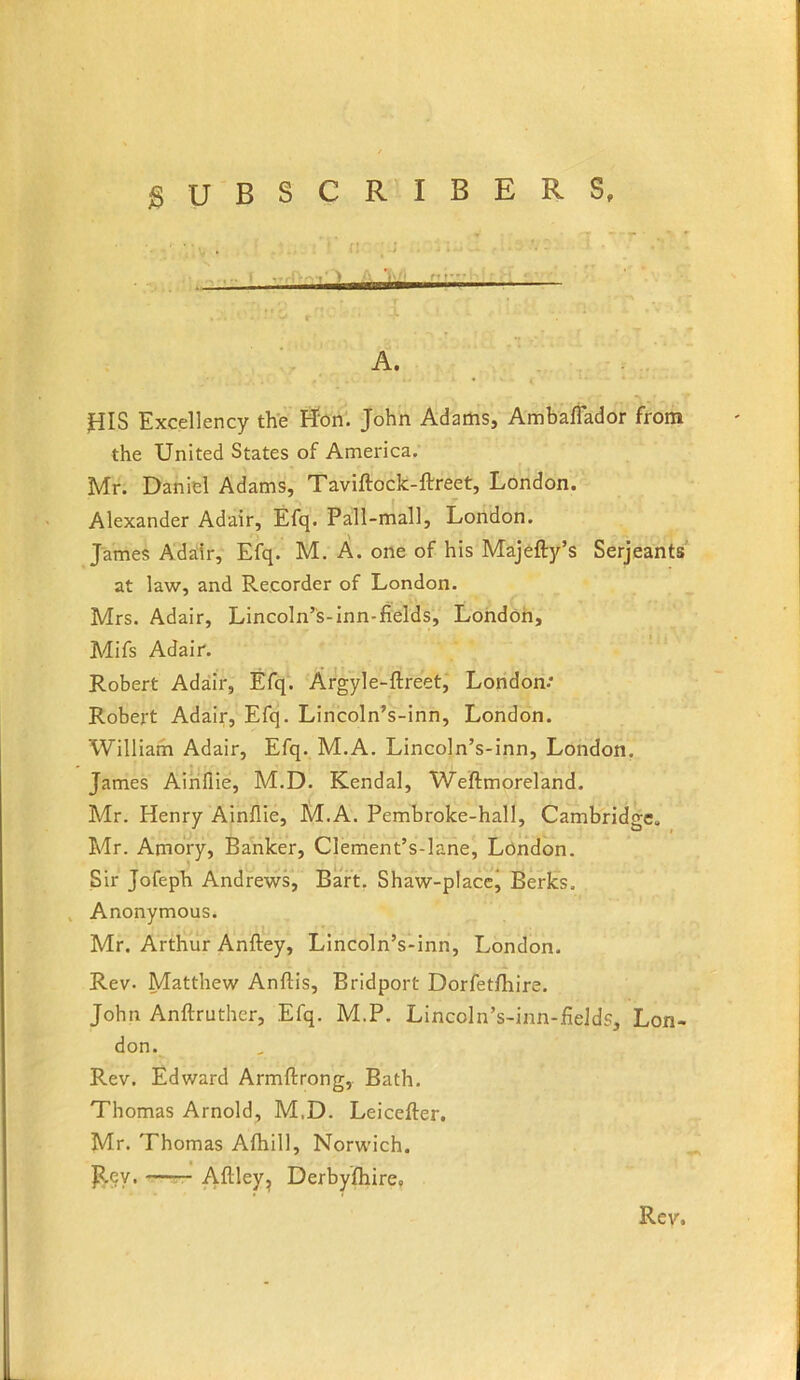 SUBSCRIBERS,
A.
HIS Excellency the Hon. John Adams, Ambaſſador from
the United States of America.
Mr. Daniel Adams, Taviſtock-ſtreet, London.
Alexander Adair, Eſq. Pall-mall, London.
James Adair, Eſq. M. A. one of his Majeſty’s Serjeants
at law, and Recorder of London.
Mrs. Adair, Lincoln’s-inn-fields, London,
Miſs Adair.
Robert Adair, Eſq. Argyle-ſtreet, London.
Robert Adair, Eſq. Lincoln’s-inn, London.
William Adair, Eſq. M.A. Lincoln’s-inn, London.
James Ainſlie, M.D. Kendal, Weſtmoreland.
Mr. Henry Ainſlie, M.A. Pembroke-hall, Cambridge.
Mr. Amory, Banker, Clement’s-lane, London.
Sir Joſeph Andrews, Bart. Shaw-place, Berks.
Anonymous.
Mr. Arthur Anſtey, Lincoln’s-inn, London.
Rev. Matthew Anſtis, Bridport Dorſetſhire.
John Anſtruther, Eſq. M.P. Lincoln’s-inn-fields, Lon-
don.
Rev. Edward Armſtrong, Bath.
Thomas Arnold, M.D. Leiceſter.
Mr. Thomas Aſhill, Norwich.
Rev. —— Aſtley, Derbyſhire,
Rev.